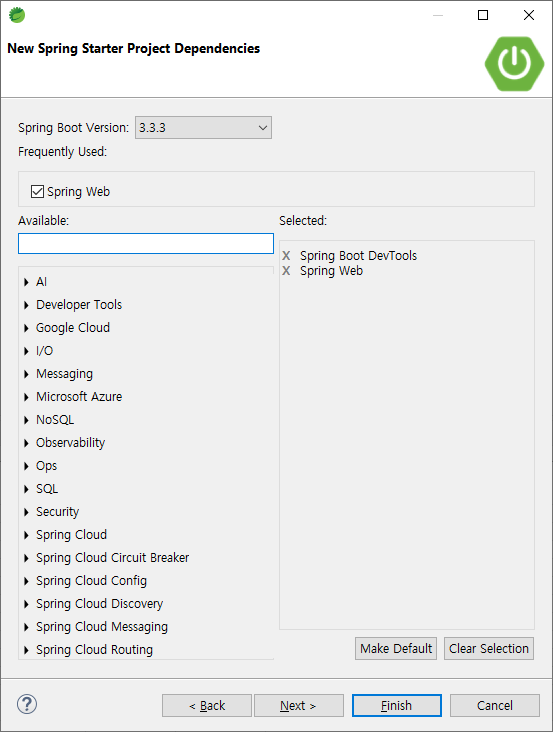 New Spring Starter Project Dependencies
Spring Boot Version: 3.3.3
Frequently Used:
Spring Web
Available:
Selected:
X Spring Boot DevTools
X Spring Web
AI
Developer Tools
Google Cloud
I/O
Messaging
Microsoft Azure
NoSQL
Observability
Ops
SQL
Security
Spring Cloud
Spring Cloud Circuit Breaker
Spring Cloud Config
Spring Cloud Discovery
Spring Cloud Messaging
Spring Cloud Routing
Make Default Clear Selection
? < Back Next > Finish Cancel